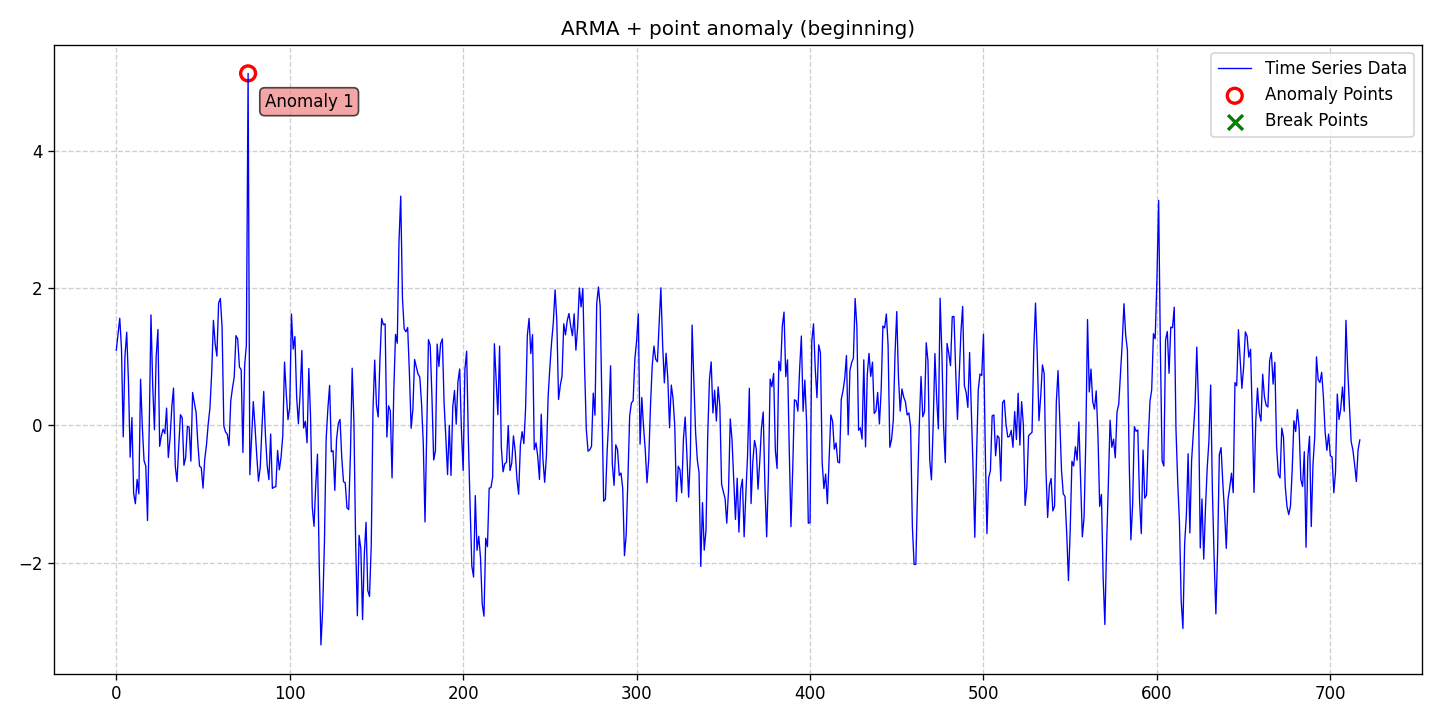 ARMA + point anomaly (beginning)
Time Series Data
Anomaly Points
Break Points
Anomaly 1
4
2
0
−2
0 100 200 300 400 500 600 700